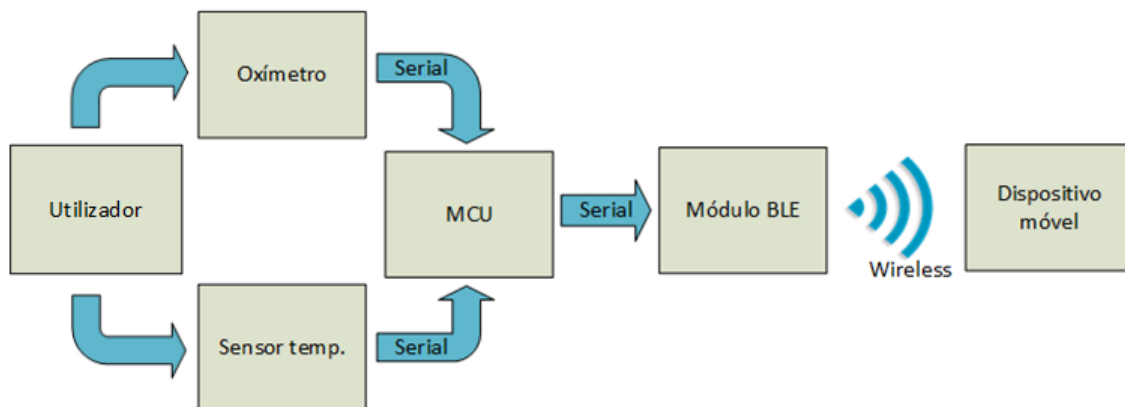 Oxímetro
Serial
Utilizador
MCU
Serial
Módulo BLE
Wireless
Dispositivo
móvel
Sensor temp.
Serial